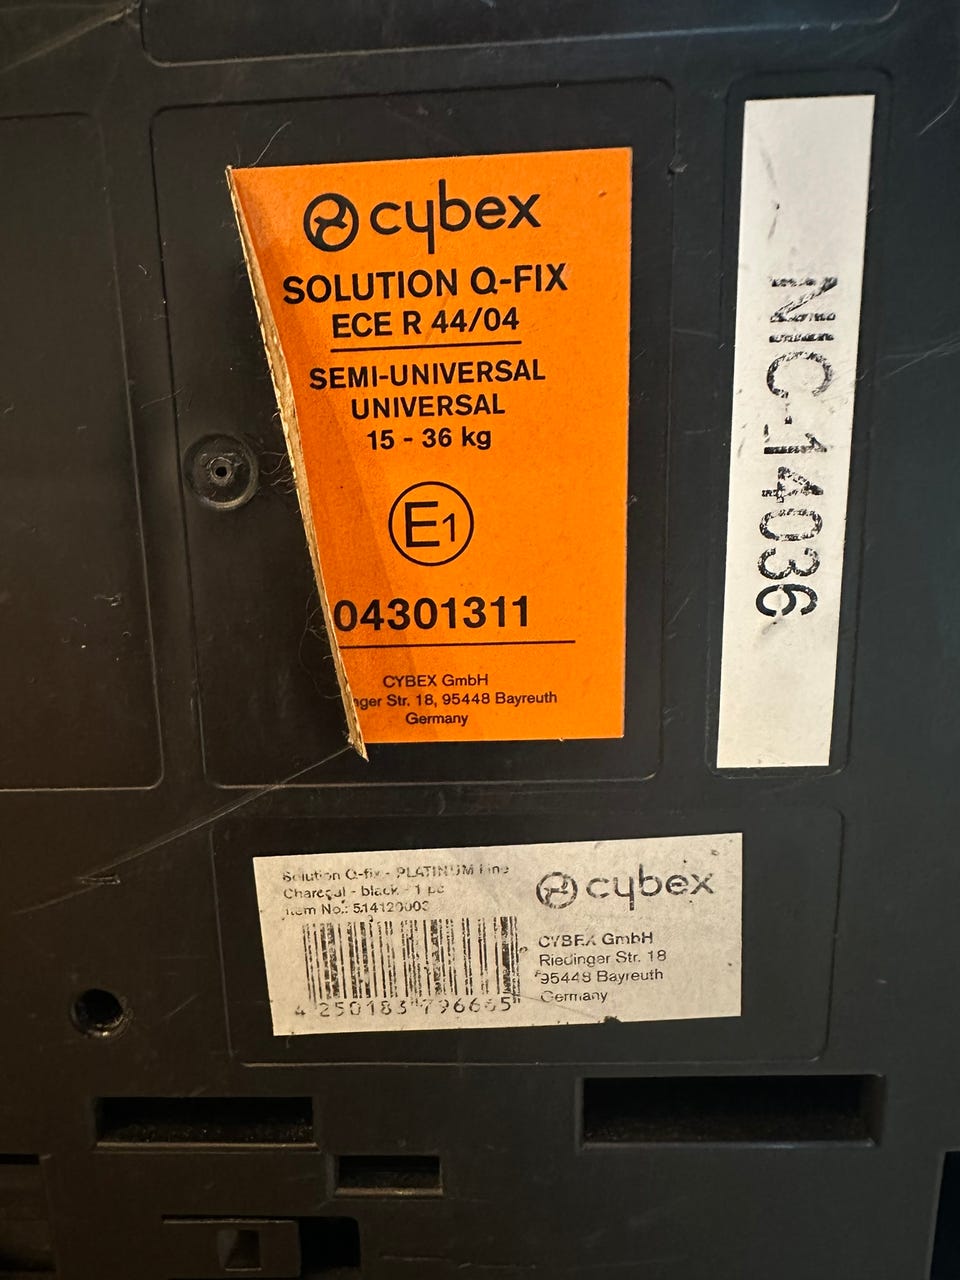 cybex
SOLUTION Q-FIX
ECE R 44/04
SEMI-UNIVERSAL
UNIVERSAL
15 - 36 kg
E1
04301311
CYBEX GmbH
Str. 18, 95448 Bayreuth
Germany
NIC-14036
Solution Q-fix - PLATINUM Line
Charcoal - black - 1 pc
Item No.: 514120003
4 250183 796665
cybex
CYBEX GmbH
Riedinger Str. 18
95448 Bayreuth
Germany